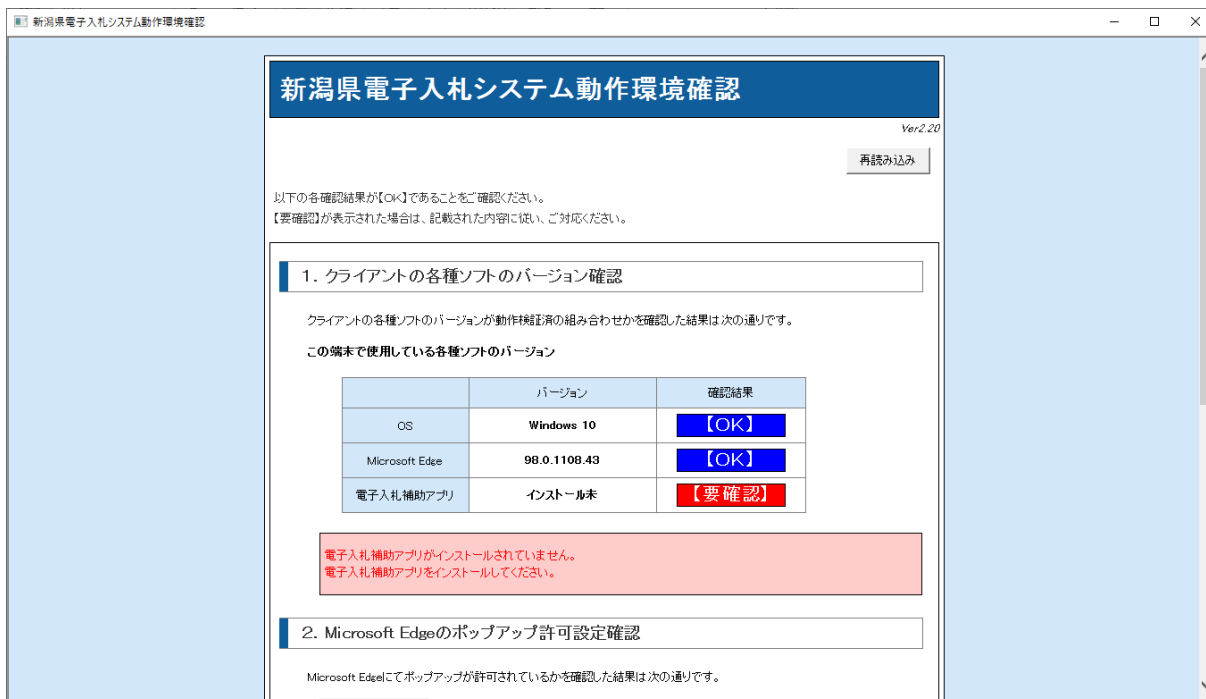 新潟県電子入札システム動作環境確認
新潟県電子入札システム動作環境確認
Ver2.20
再読み込み
以下の各確認結果が【OK】であることをご確認ください。
【要確認】が表示された場合は、記載された内容に従い、ご対応ください。
1. クライアントの各種ソフトのバージョン確認
クライアントの各種ソフトのバージョンが動作検証済の組み合わせかを確認した結果は次の通りです。
この端末で使用している各種ソフトのバージョン
バージョン 確認結果
OS Windows 10 【OK】
Microsoft Edge 98.0.1108.43 【OK】
電子入札補助アプリ インストール未 【要確認】
電子入札補助アプリがインストールされていません。
電子入札補助アプリをインストールしてください。
2. Microsoft Edgeのポップアップ許可設定確認
Microsoft Edgeにてポップアップが許可されているかを確認した結果は次の通りです。